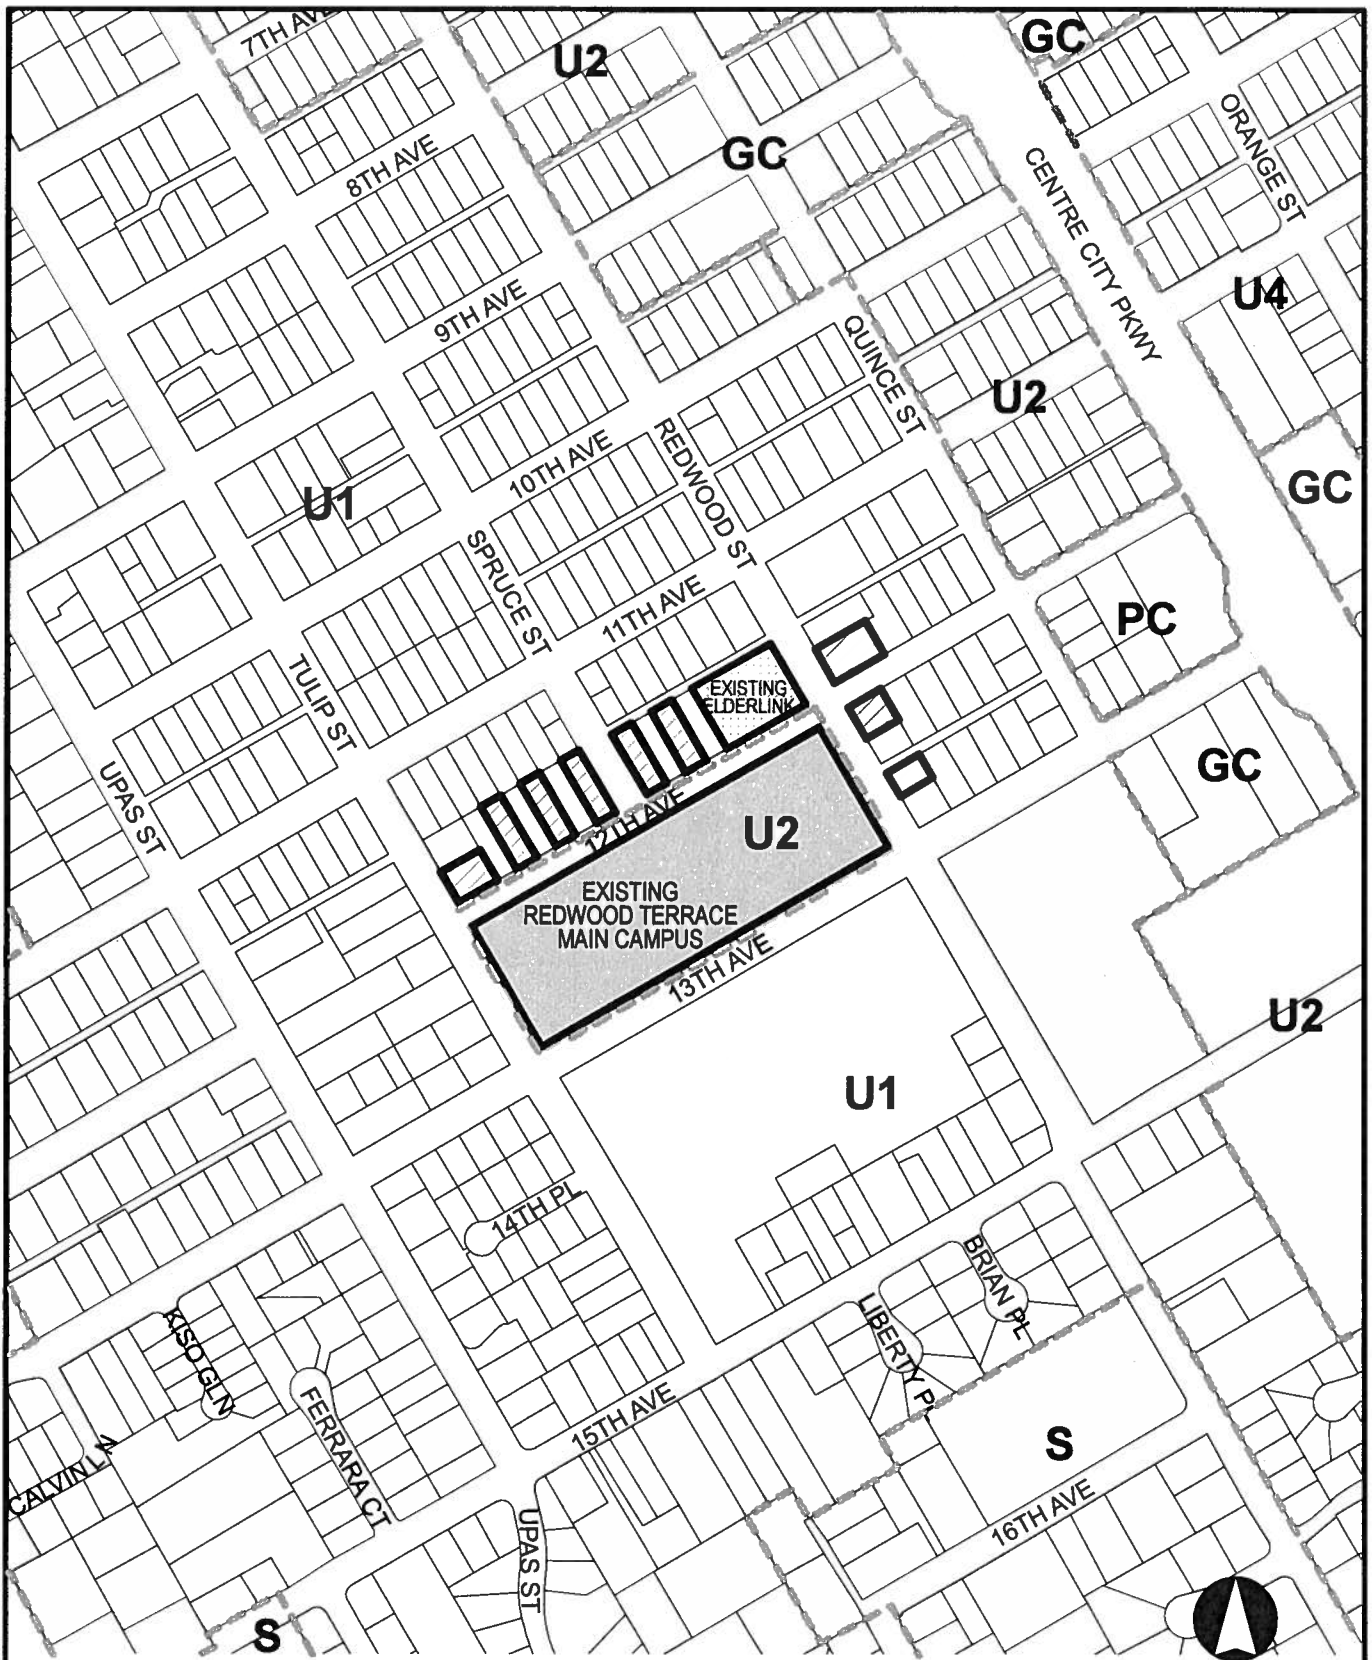 7TH AVE
U2
GC
ORANGE ST
8TH AVE
GC
CENTRE CITY PKWY
9TH AVE
U4
QUINCE ST
U2
REDWOOD ST
10TH AVE
U1
GC
SPRUCE ST
11TH AVE
PC
TULIP ST
EXISTING
ELDERLINK
UPAS ST
GC
12TH AVE
U2
EXISTING
REDWOOD TERRACE
MAIN CAMPUS
13TH AVE
U2
U1
14TH PL
BRIAN PL
LIBERTY PL
KISO GLN
FERRARA CT
15TH AVE
CALVIN LN
S
16TH AVE
UPAS ST
S